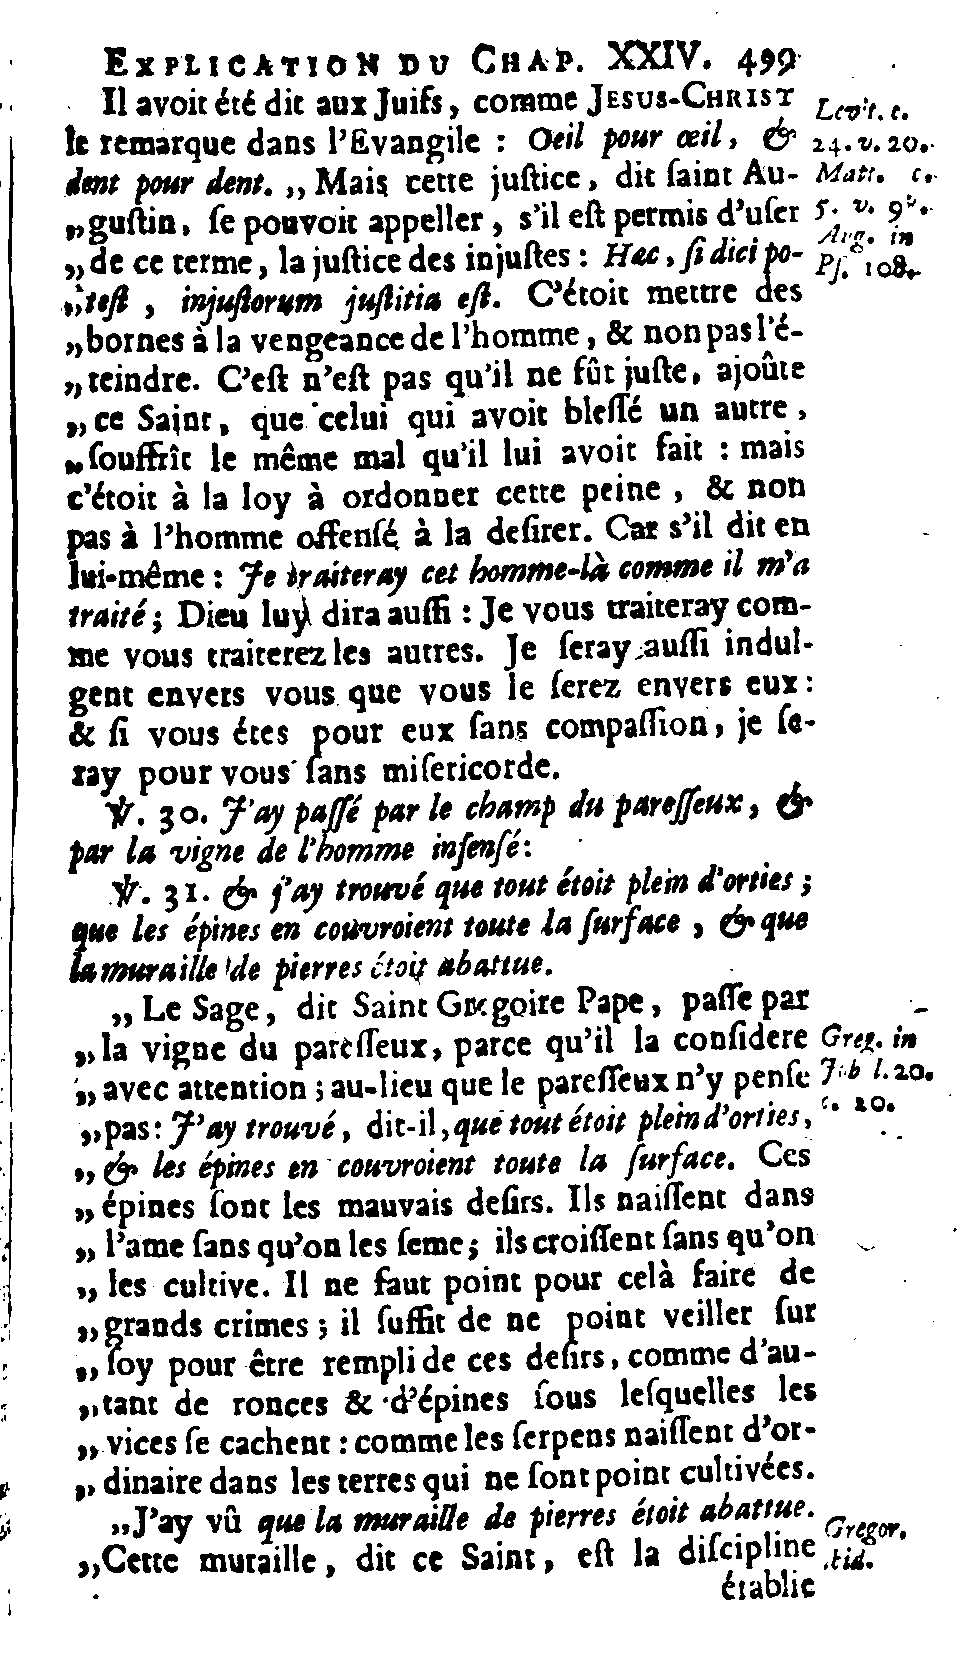 EXPLICATION DU CHAP. XXIV. 499
Il avoit été dit aux Juifs, comme JESUS-CHRIST
le remarque dans l'Evangile : Oeil pour œil, &
dent pour dent. „ Mais cette juſtice, dit ſaint Au-
„guſtin, ſe pouvoit appeller, s'il eſt permis d'uſer
„de ce terme, la juſtice des injuſtes : Hæc, ſi dici po-
„teſt, injuſtorum juſtitia eſt. C'étoit mettre des
„bornes à la vengeance de l'homme, & non pas l'é-
„teindre. C'eſt n'eſt pas qu'il ne fût juſte, ajoûte
„ce Saint, que celui qui avoit bleſſé un autre,
„ſouffrît le même mal qu'il lui avoit fait : mais
c'étoit à la loy à ordonner cette peine, & non
pas à l'homme offenſé à la deſirer. Car s'il dit en
lui-même : Je traiteray cet homme-là comme il m'a
traité; Dieu luy dira auſſi : Je vous traiteray com-
me vous traiterez les autres. Je ſeray auſſi indul-
gent envers vous que vous le ſerez envers eux :
& ſi vous étes pour eux ſans compaſſion, je ſe-
ray pour vous ſans miſericorde.
℣. 30. J'ay paſſé par le champ du pareſſeux, &
par la vigne de l'homme inſenſé :
℣. 31. & j'ay trouvé que tout étoit plein d'orties ;
que les épines en couvroient toute la ſurface, & que
la muraille de pierres étoit abattue.
„ Le Sage, dit Saint Gregoire Pape, paſſe par
„la vigne du pareſſeux, parce qu'il la conſidere
„avec attention ; au-lieu que le pareſſeux n'y penſe
„pas : J'ay trouvé, dit-il, que tout étoit plein d'orties,
„ & les épines en couvroient toute la ſurface. Ces
„ épines ſont les mauvais deſirs. Ils naiſſent dans
„ l'ame ſans qu'on les ſeme ; ils croiſſent ſans qu'on
„ les cultive. Il ne faut point pour celà faire de
„grands crimes ; il ſuffit de ne point veiller ſur
„ſoy pour être rempli de ces deſirs, comme d'au-
„tant de ronces & d'épines ſous leſquelles les
„vices ſe cachent : comme les ſerpens naiſſent d'or-
„ dinaire dans les terres qui ne ſont point cultivées.
„J'ay vû que la muraille de pierres étoit abattue.
„Cette muraille, dit ce Saint, eſt la diſcipline
établie
Levit. c.
24. v. 20.
Matt. c.
5. v.
Aug. in
Pſ. 108.
Greg. in
Job l. 20.
c. 20.
Gregor.
ibid.